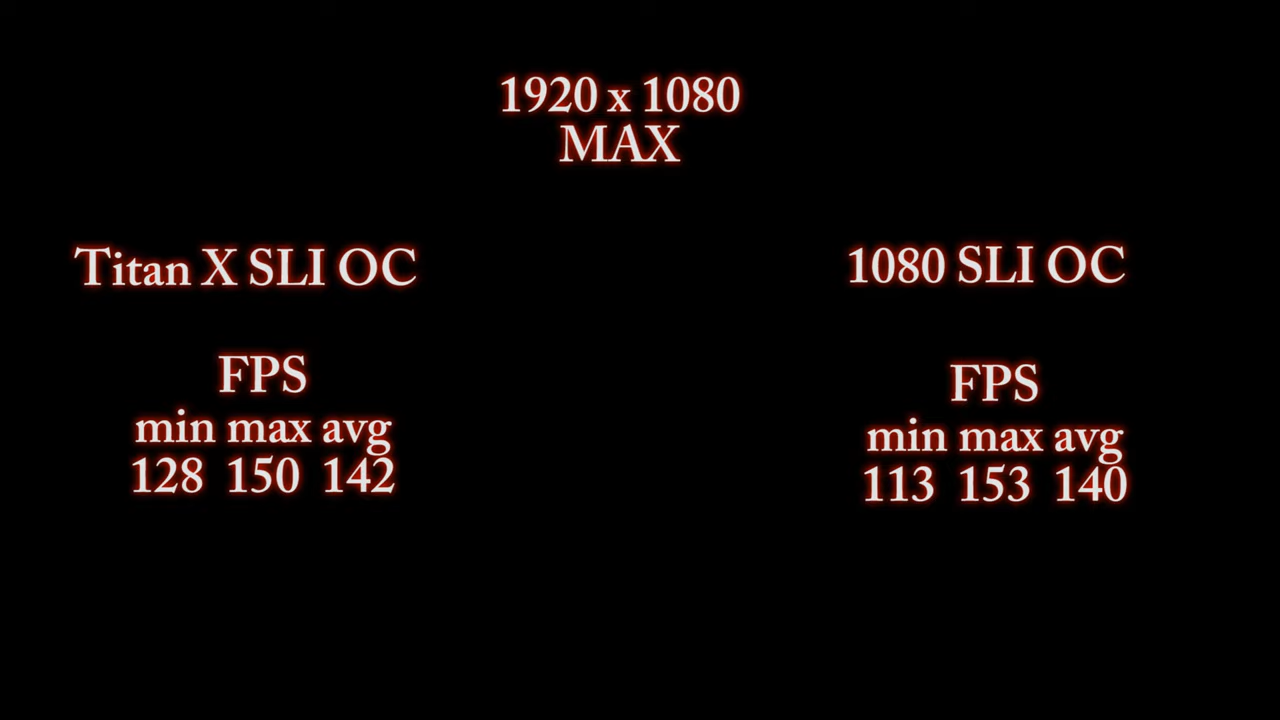 1920 x 1080
MAX
Titan X SLI OC
FPS
min max avg
128 150 142
1080 SLI OC
FPS
min max avg
113 153 140